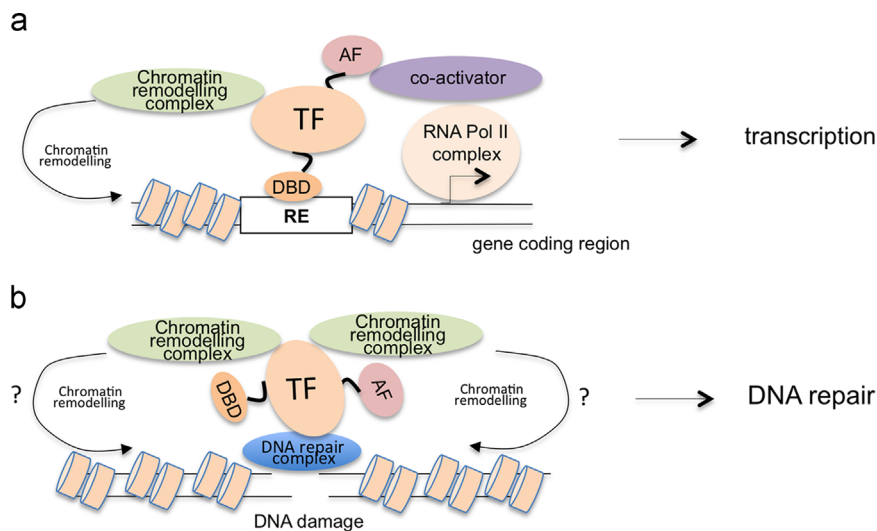 a
AF
Chromatin
remodelling
complex
co-activator
TF
RNA Pol II
complex
transcription
Chromatin
remodelling
DBD
RE
gene coding region
b
Chromatin
remodelling
complex
Chromatin
remodelling
complex
?
Chromatin
remodelling
DBD
TF
AF
Chromatin
remodelling
?
DNA repair
DNA repair
complex
DNA damage